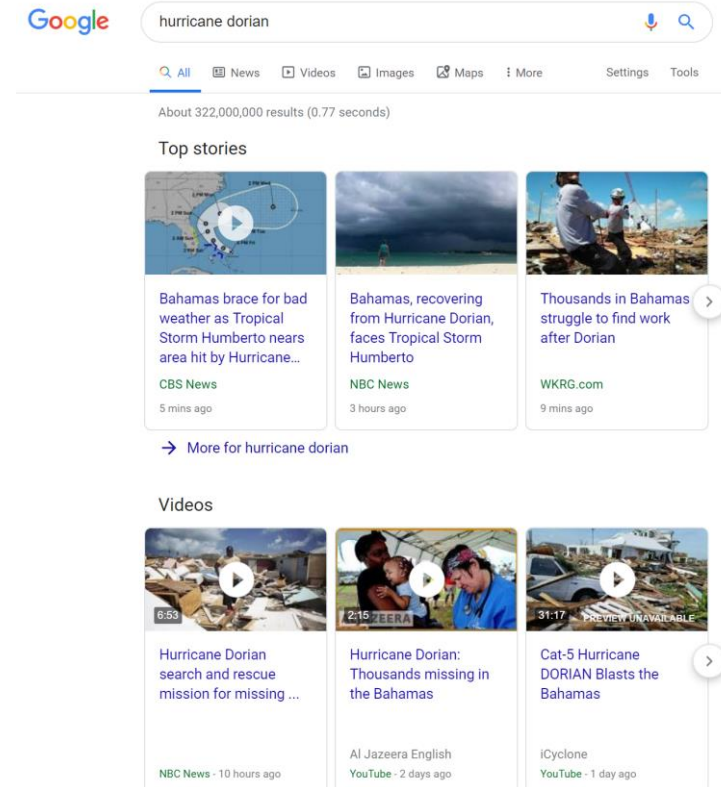 Google
hurricane dorian
All News Videos Images Maps More Settings Tools
About 322,000,000 results (0.77 seconds)
Top stories
Bahamas brace for bad
weather as Tropical
Storm Humberto nears
area hit by Hurricane...
CBS News
5 mins ago
Bahamas, recovering
from Hurricane Dorian,
faces Tropical Storm
Humberto
NBC News
3 hours ago
Thousands in Bahamas
struggle to find work
after Dorian
WKRG.com
9 mins ago
More for hurricane dorian
Videos
6:53
Hurricane Dorian
search and rescue
mission for missing ...
NBC News - 10 hours ago
2:15
Hurricane Dorian:
Thousands missing in
the Bahamas
Al Jazeera English
YouTube - 2 days ago
31:17
PREVIEW UNAVAILABLE
Cat-5 Hurricane
DORIAN Blasts the
Bahamas
iCyclone
YouTube - 1 day ago